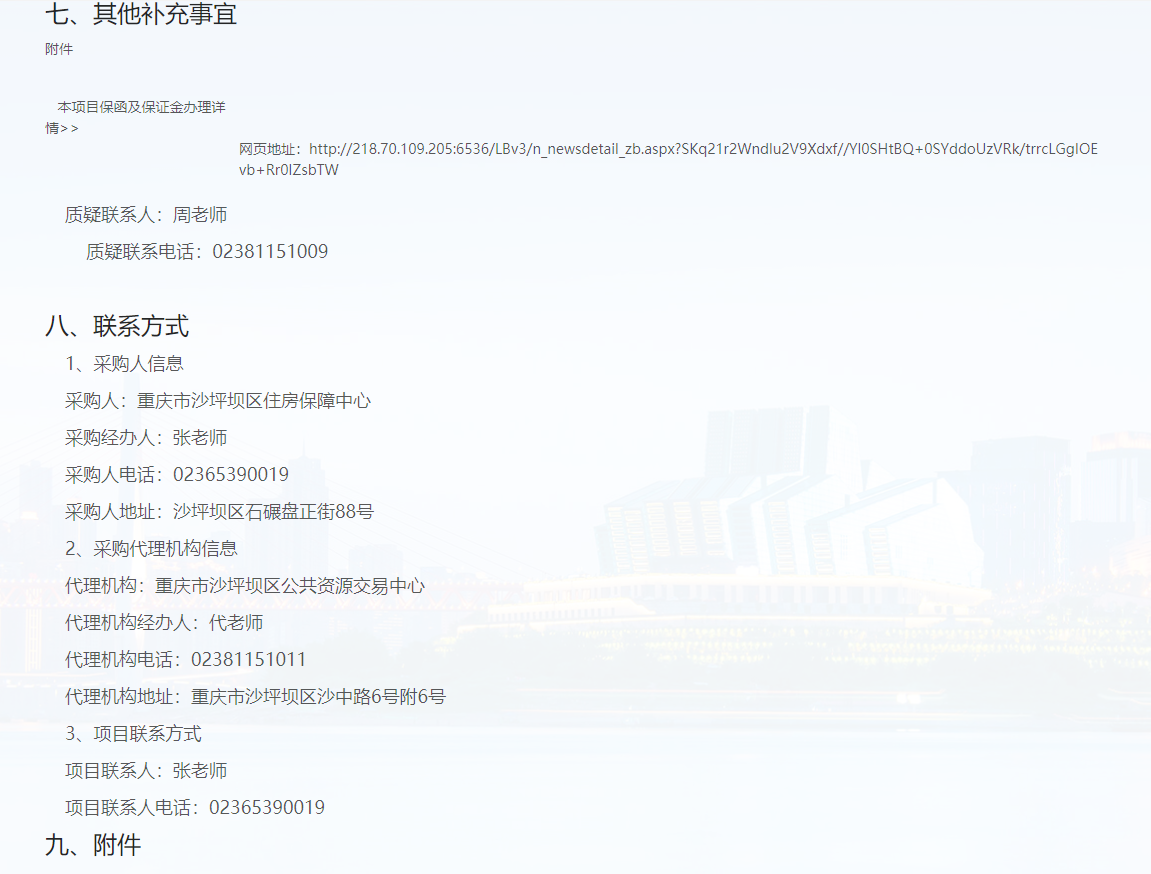 七、其他补充事宜
附件
本项目保函及保证金办理详
情>>
网页地址：http://218.70.109.205:6536/LBv3/n_newsdetail_zb.aspx?SKq21r2Wndlu2V9Xdxf//YI0SHtBQ+0SYddoUzVRk/trrcLGgIOE
vb+Rr0IZsbTW
质疑联系人：周老师
质疑联系电话：02381151009
八、联系方式
1、采购人信息
采购人：重庆市沙坪坝区住房保障中心
采购经办人：张老师
采购人电话：02365390019
采购人地址：沙坪坝区石碾盘正街88号
2、采购代理机构信息
代理机构：重庆市沙坪坝区公共资源交易中心
代理机构经办人：代老师
代理机构电话：02381151011
代理机构地址：重庆市沙坪坝区沙中路6号附6号
3、项目联系方式
项目联系人：张老师
项目联系人电话：02365390019
九、附件